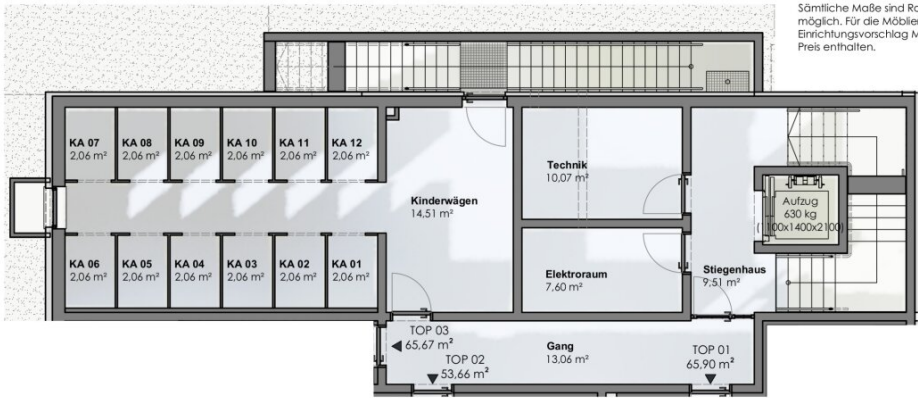 Sämtliche Maße sind
möglich. Für die
Einrichtungsvorschlag
Preis enthalten.
KA 07
2,06 m²
KA 08
2,06 m²
KA 09
2,06 m²
KA 10
2,06 m²
KA 11
2,06 m²
KA 12
2,06 m²
Kinderwägen
14,51 m²
Technik
10,07 m²
Aufzug
630 kg
100x1400x2100)
KA 06
2,06 m²
KA 05
2,06 m²
KA 04
2,06 m²
KA 03
2,06 m²
KA 02
2,06 m²
KA 01
2,06 m²
Elektroraum
7,60 m²
Stiegenhaus
9,51 m²
TOP 03
65,67 m²
TOP 02
53,66 m²
Gang
13,06 m²
TOP 01
65,90 m²